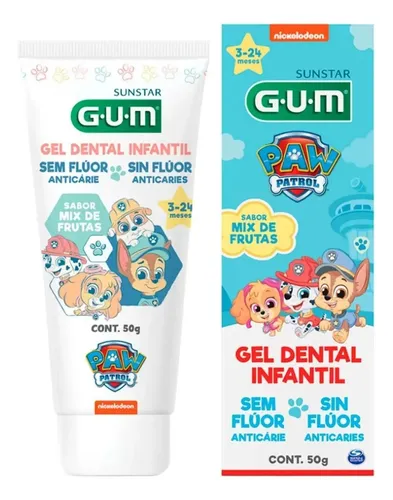 SUNSTAR
G·U·M
GEL DENTAL INFANTIL
SEM FLÚOR SIN FLÚOR
ANTICÁRIE ANTICARIES
3-24
meses
SABOR
MIX DE
FRUTAS
CONT. 50g
PAW
PATROL
nickelodeon
nickelodeon
3-24
meses
SUNSTAR
G·U·M
PAW
PATROL
SABOR
MIX DE
FRUTAS
GEL DENTAL
INFANTIL
SEM SIN
FLÚOR FLÚOR
ANTICÁRIE ANTICARIES
CONT. 50g